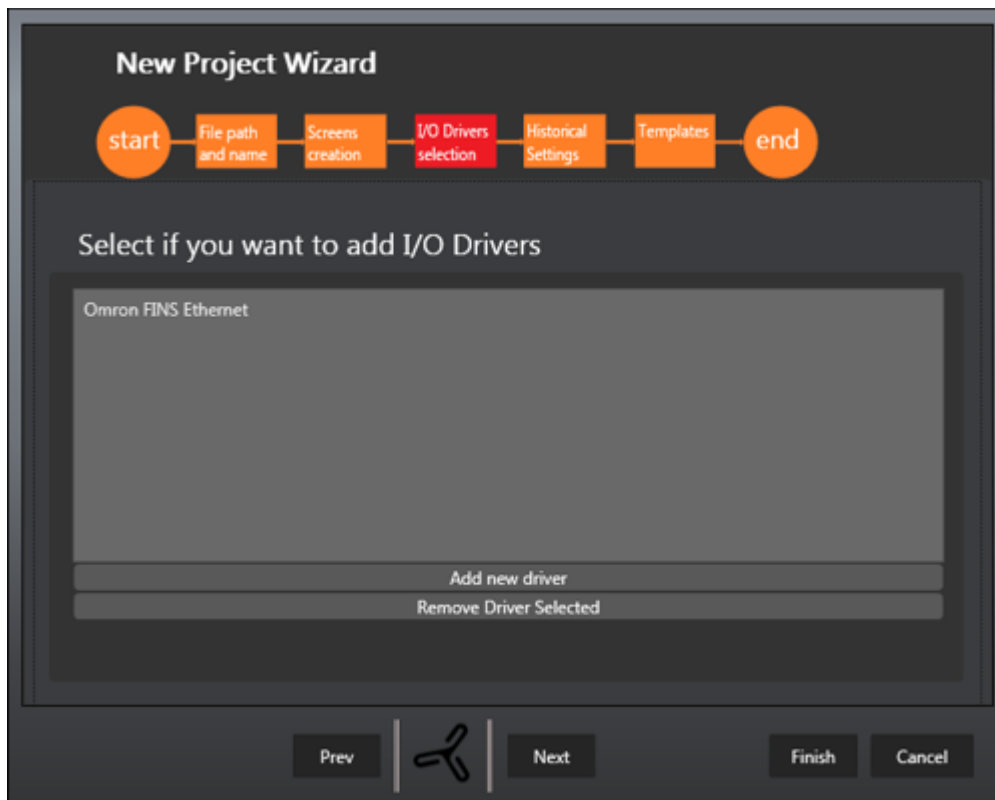 New Project Wizard
start
File path
and name
Screens
creation
I/O Drivers
selection
Historical
Settings
Templates
end
Select if you want to add I/O Drivers
Omron FINS Ethernet
Add new driver
Remove Driver Selected
Prev
Next
Finish
Cancel